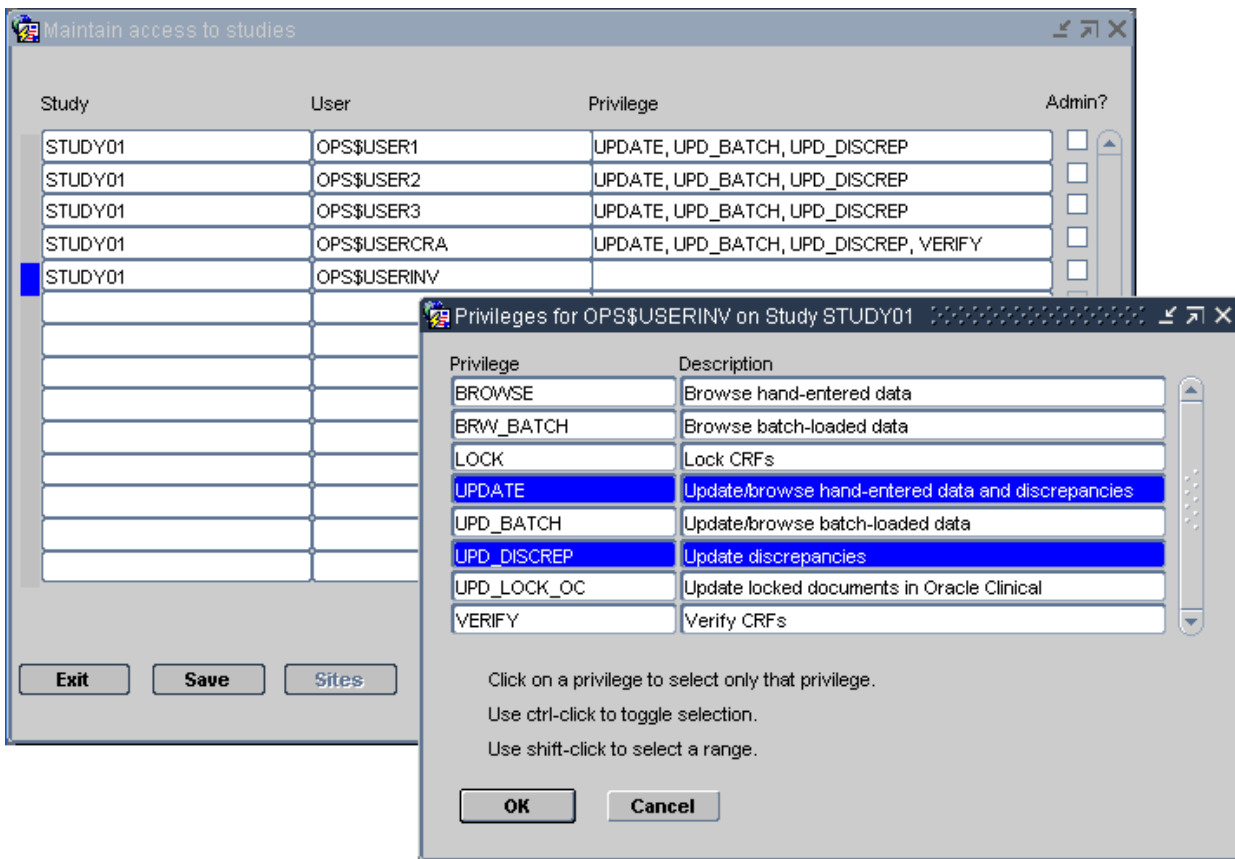 Maintain access to studies
Study User Privilege Admin?
STUDY01 OPS$USER1 UPDATE, UPD_BATCH, UPD_DISCREP
STUDY01 OPS$USER2 UPDATE, UPD_BATCH, UPD_DISCREP
STUDY01 OPS$USER3 UPDATE, UPD_BATCH, UPD_DISCREP
STUDY01 OPS$USERCRA UPDATE, UPD_BATCH, UPD_DISCREP, VERIFY
STUDY01 OPS$USERINV
Exit Save Sites
Privileges for OPS$USERINV on Study STUDY01
Privilege Description
BROWSE Browse hand-entered data
BRW_BATCH Browse batch-loaded data
LOCK Lock CRFs
UPDATE Update/browse hand-entered data and discrepancies
UPD_BATCH Update/browse batch-loaded data
UPD_DISCREP Update discrepancies
UPD_LOCK_OC Update locked documents in Oracle Clinical
VERIFY Verify CRFs
Click on a privilege to select only that privilege.
Use ctrl-click to toggle selection.
Use shift-click to select a range.
OK Cancel